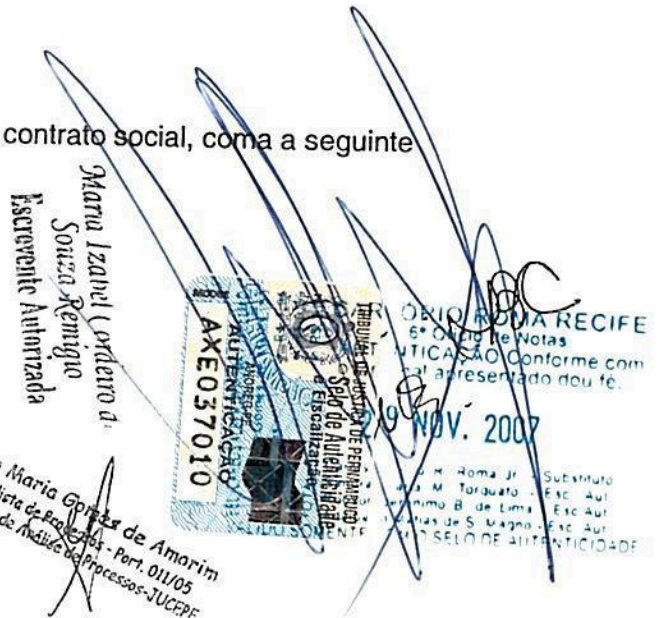 contrato social, coma a seguinte
Maria Izabel Cordeiro d
Souza Remigio
Escrevente Autorizada
Maria Gomes de Amorim
de Processos - Port. 011/05
de Análise de Processos-JUCEPE
TRIBUNAL DE JUSTIÇA DE PERNAMBUCO
Selo de Autenticidade
e Fiscalização
AUTENTICAÇÃO
ANOREG-PE
AXE037010
ROMA RECIFE
6º Ofício de Notas
Conforme com
apresentado dou fé.
29 NOV. 2007
R. Roma Jr. Substituto
M. Torquato - Esc. Aut
B. de Lima Esc. Aut
de S. Magno - Esc. Aut
SOMENTE
O SELO DE AUTENTICIDADE